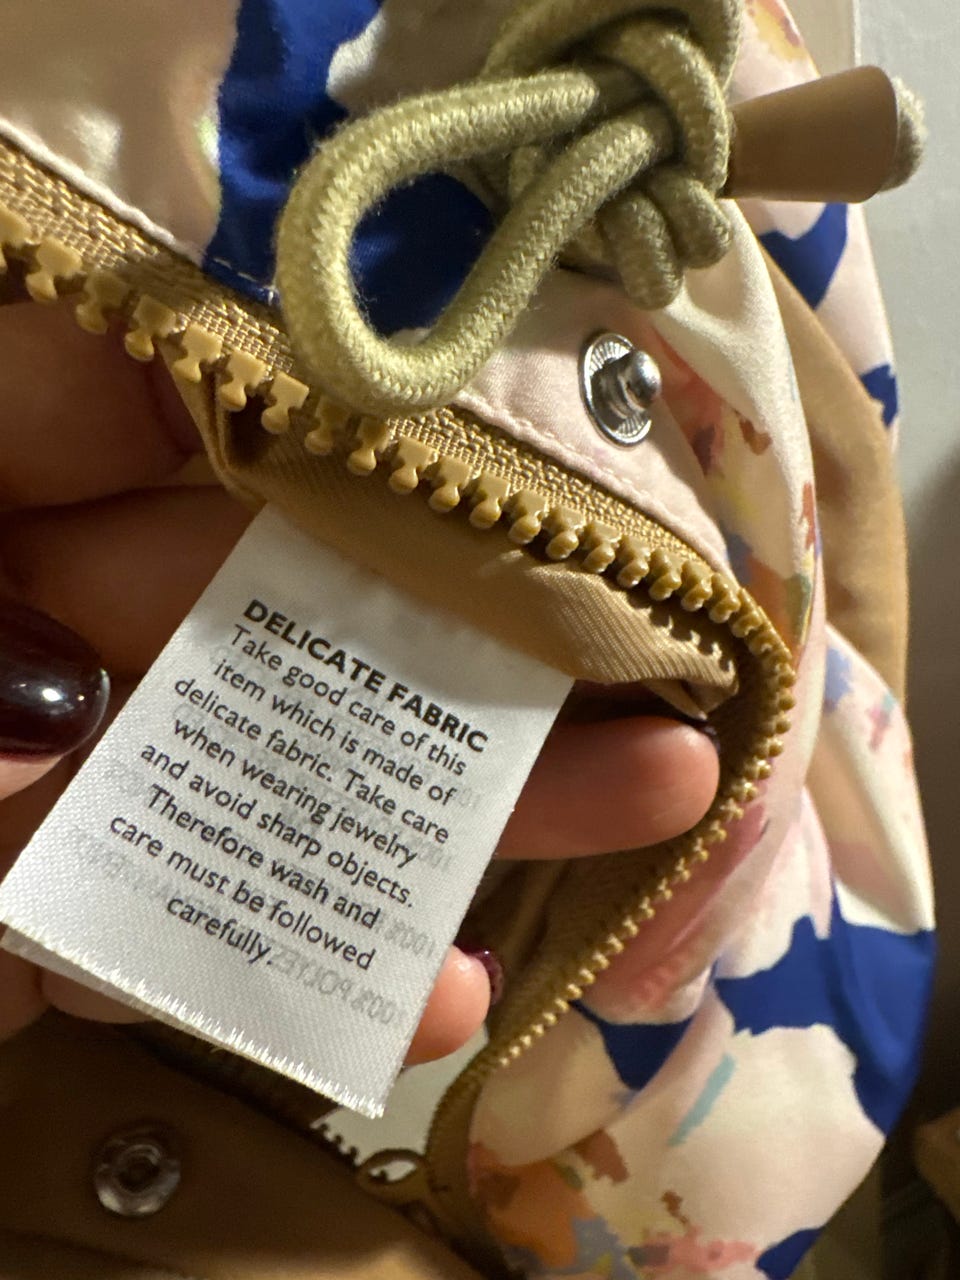 DELICATE FABRIC
Take good care of this
item which is made of
delicate fabric. Take care
when wearing jewelry
and avoid sharp objects.
Therefore wash and
care must be followed
carefully.